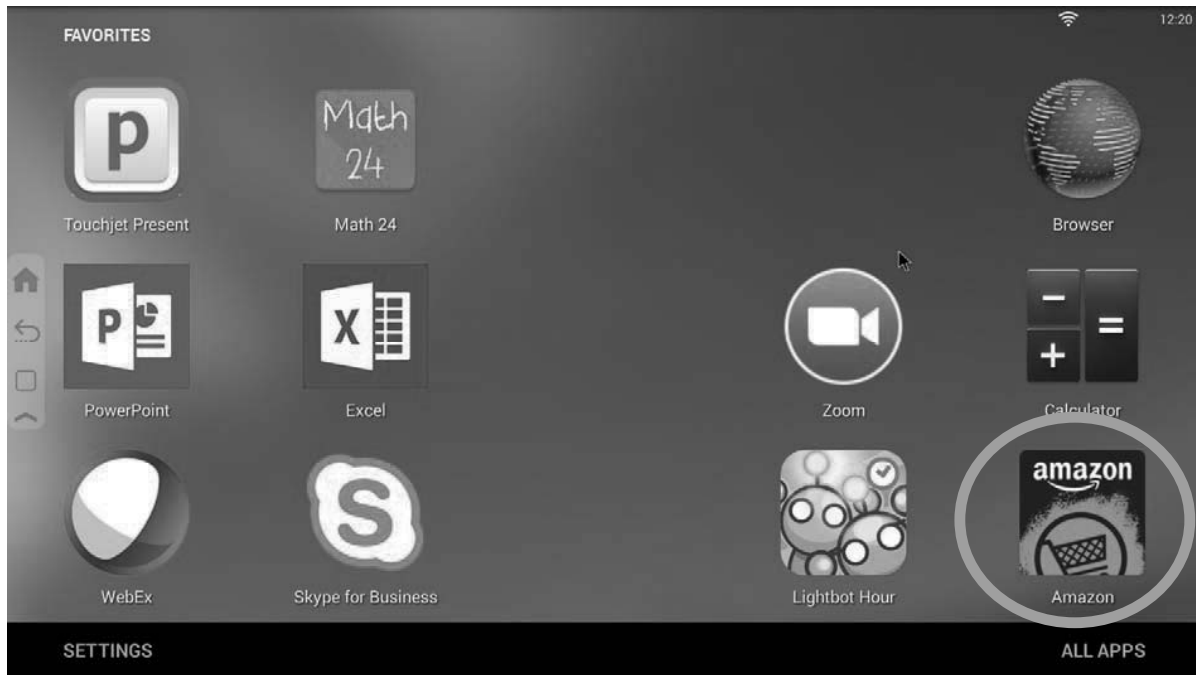 FAVORITES
12:20
p
Math
24
Touchjet Present
Math 24
Browser
P
X
PowerPoint
Excel
Zoom
Calculator
S
amazon
WebEx
Skype for Business
Lightbot Hour
Amazon
SETTINGS
ALL APPS